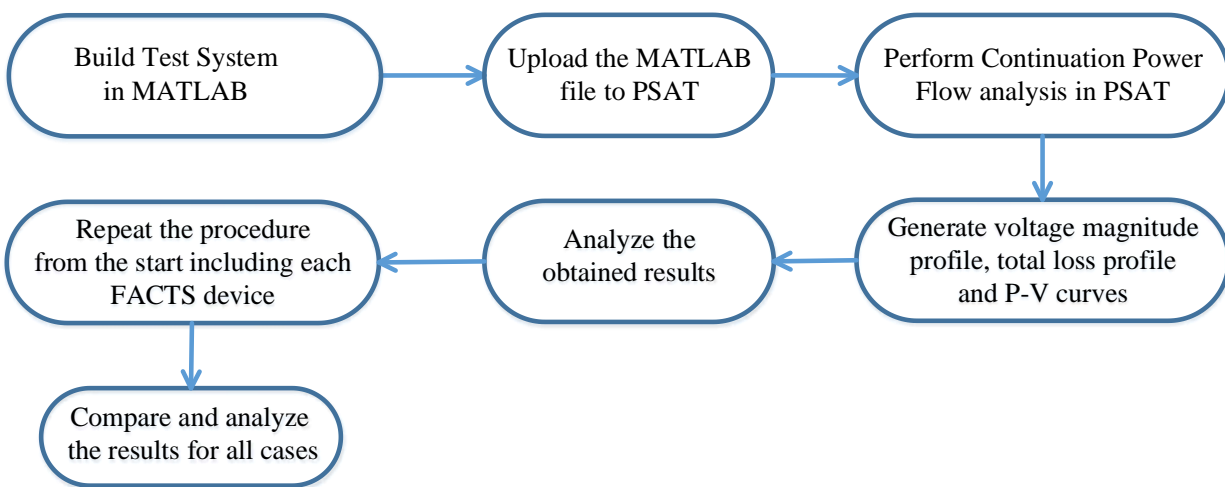 Build Test System
in MATLAB
Upload the MATLAB
file to PSAT
Perform Continuation Power
Flow analysis in PSAT
Generate voltage magnitude
profile, total loss profile
and P-V curves
Analyze the
obtained results
Repeat the procedure
from the start including each
FACTS device
Compare and analyze
the results for all cases